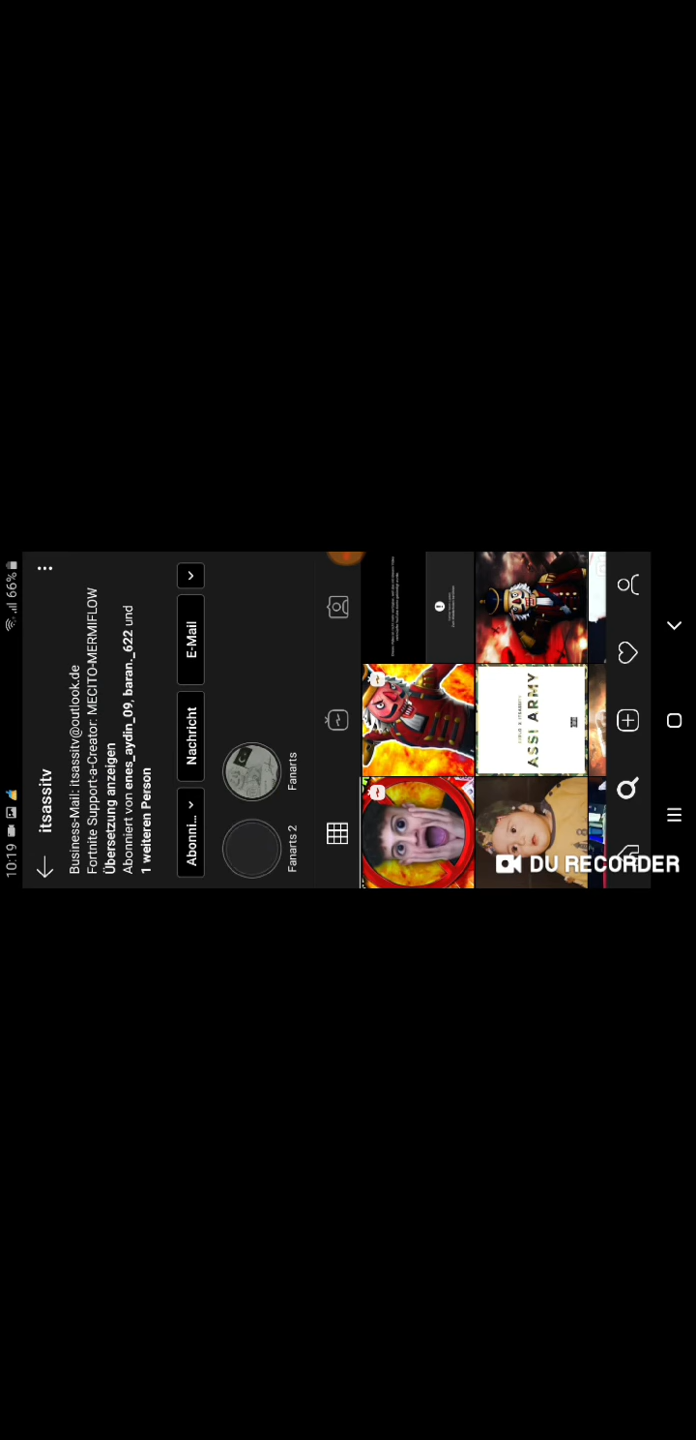 10:19
66%
itsassitv
Business-Mail: itsassitv@outlook.de
Fortnite Support-a-Creator: MECITO-MERMIFLOW
Übersetzung anzeigen
Abonniert von enes_aydin_09, baran._622 und
1 weiteren Person
Abonni...
Nachricht
E-Mail
Fanarts 2
Fanarts
ASSI ARMY
DU RECORDER